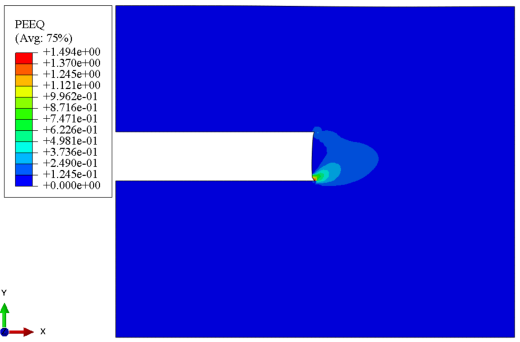 PEEQ
(Avg: 75%)
+1.494e+00
+1.370e+00
+1.245e+00
+1.121e+00
+9.962e-01
+8.716e-01
+7.471e-01
+6.226e-01
+4.981e-01
+3.736e-01
+2.490e-01
+1.245e-01
+0.000e+00
Y
X